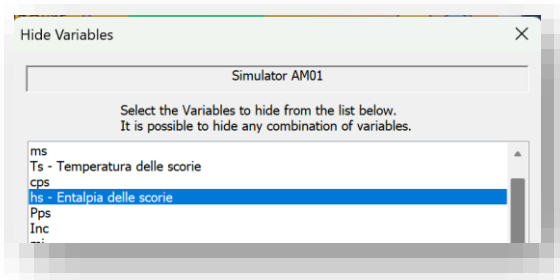 Hide Variables
Simulator AM01
Select the Variables to hide from the list below.
It is possible to hide any combination of variables.
ms
Ts - Temperatura delle scorie
cps
hs - Entalpia delle scorie
Pps
Inc